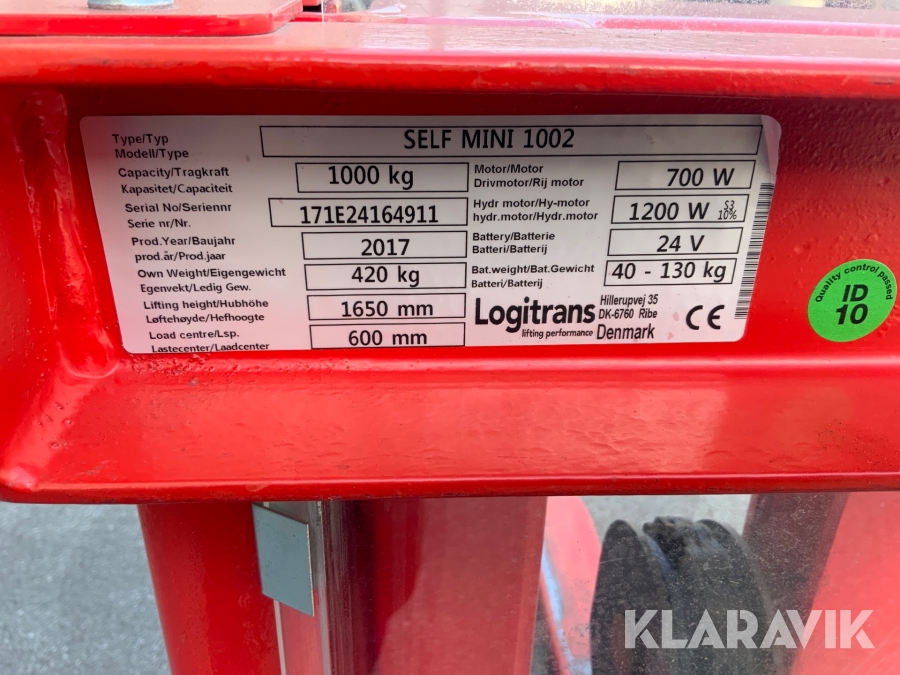 Type/Typ
Modell/Type
SELF MINI 1002
Capacity/Tragkraft
Kapasitet/Capaciteit
1000 kg
Serial No/Seriennr
Serie nr/Nr.
171E24164911
Prod.Year/Baujahr
prod.år/Prod.jaar
2017
Own Weight/Eigengewicht
Egenvekt/Ledig Gew.
420 kg
Lifting height/Hubhöhe
Løftehøyde/Hefhoogte
1650 mm
Load centre/Lsp.
Lastecenter/Laadcenter
600 mm
Motor/Motor
Drivmotor/Rij motor
700 W
Hydr motor/Hy-motor
hydr.motor/Hydr.motor
1200 W S3 10%
Battery/Batterie
Batteri/Batterij
24 V
Bat.weight/Bat.Gewicht
Batteri/Batterij
40 - 130 kg
Logitrans
lifting performance
Hillerupvej 35
DK-6760 Ribe
Denmark
CE
Quality control passed
ID
10
KLARAVIK